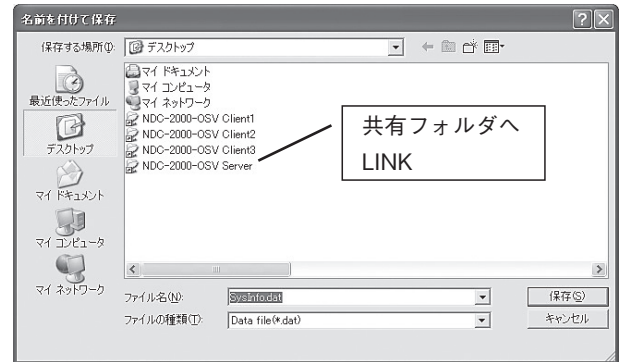 名前を付けて保存
保存する場所(I):
デスクトップ
最近使ったファイル
デスクトップ
マイ ドキュメント
マイ コンピュータ
マイ ネットワーク
マイ ドキュメント
マイ コンピュータ
マイ ネットワーク
NDC-2000-OSV Client1
NDC-2000-OSV Client2
NDC-2000-OSV Client3
NDC-2000-OSV Server
共有フォルダへ
LINK
ファイル名(N):
SysInfo.dat
保存(S)
ファイルの種類(T):
Data file(*.dat)
キャンセル